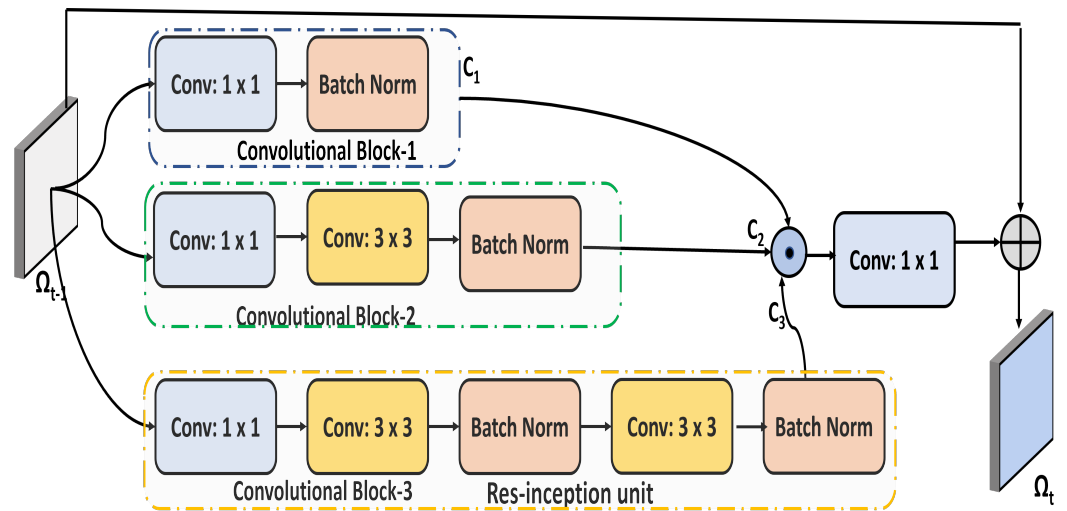 Conv: 1 x 1
Batch Norm
C1
Convolutional Block-1
Conv: 1 x 1
Conv: 3 x 3
Batch Norm
C2
Conv: 1 x 1
Ωt-1
Convolutional Block-2
C3
Conv: 1 x 1
Conv: 3 x 3
Batch Norm
Conv: 3 x 3
Batch Norm
Convolutional Block-3
Res-inception unit
Ωt